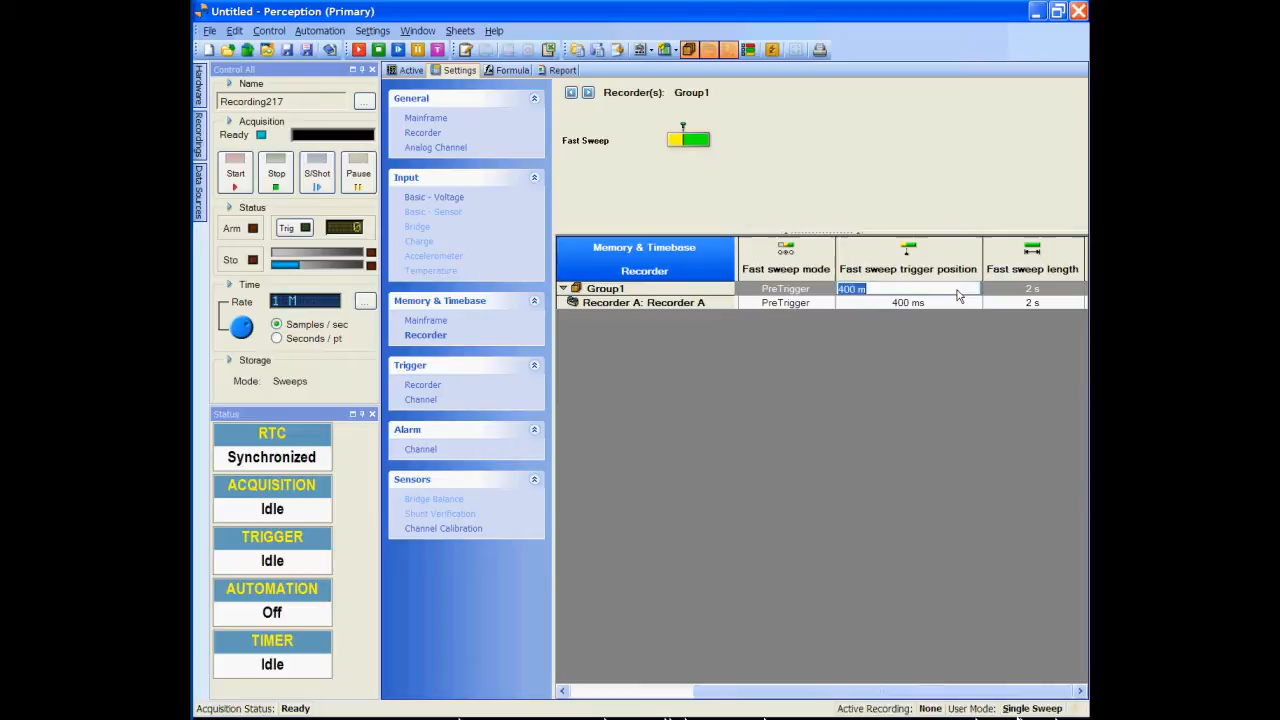 Untitled - Perception (Primary)
File Edit Control Automation Settings Window Sheets Help
Control All
Active Settings Formula Report
Hardware
Recordings
Data Sources
Name
Recording217 ...
Acquisition
Ready
Start Stop S/Shot Pause
Status
Arm Trig 0
Sto
Time
Rate 1 M ...
Samples / sec
Seconds / pt
Storage
Mode: Sweeps
Status
RTC
Synchronized
ACQUISITION
Idle
TRIGGER
Idle
AUTOMATION
Off
TIMER
Idle
General
Mainframe
Recorder
Analog Channel
Input
Basic - Voltage
Basic - Sensor
Bridge
Charge
Accelerometer
Temperature
Memory & Timebase
Mainframe
Recorder
Trigger
Recorder
Channel
Alarm
Channel
Sensors
Bridge Balance
Shunt Verification
Channel Calibration
Recorder(s): Group1
Fast Sweep
Memory & Timebase
Recorder Fast sweep mode Fast sweep trigger position Fast sweep length
Group1 PreTrigger 400 m 2 s
Recorder A: Recorder A PreTrigger 400 ms 2 s
Acquisition Status: Ready Active Recording: None User Mode: Single Sweep